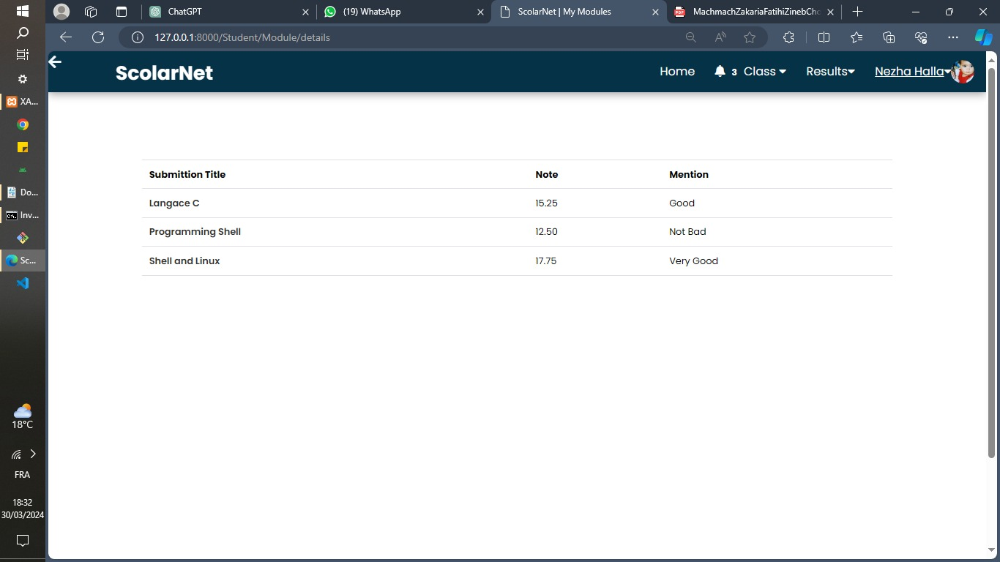 ChatGPT
(19) WhatsApp
ScolarNet | My Modules
MachmachZakariaFatihiZinebCho
127.0.0.1:8000/Student/Module/details
ScolarNet
Home
3
Class
Results
Nezha Halla
Submittion Title Note Mention
Langace C 15.25 Good
Programming Shell 12.50 Not Bad
Shell and Linux 17.75 Very Good
XA...
Do...
Inv...
Sc...
18°C
FRA
18:32
30/03/2024